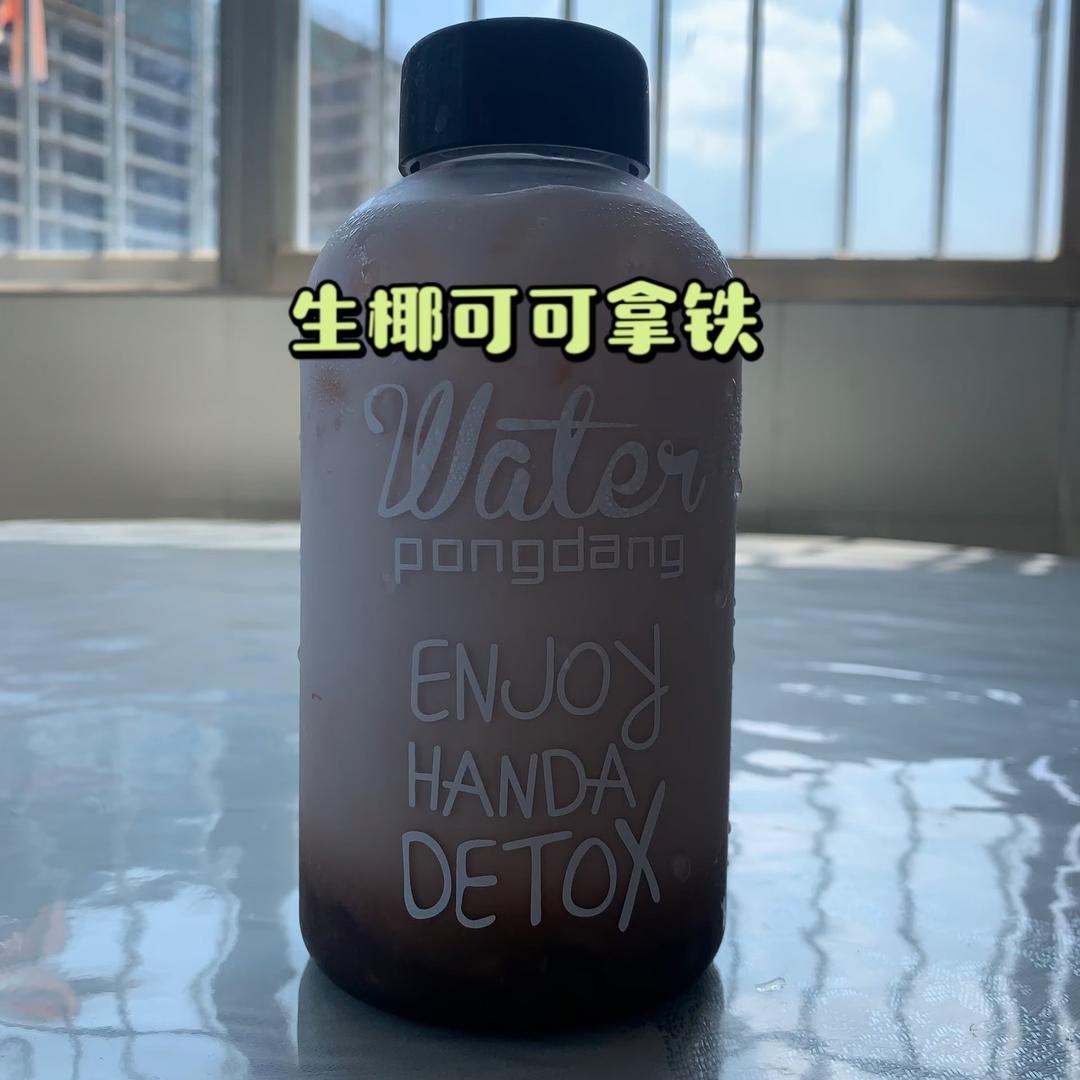 生椰可可拿铁
Water
pongdang
ENJOY
HANDA
DETOX